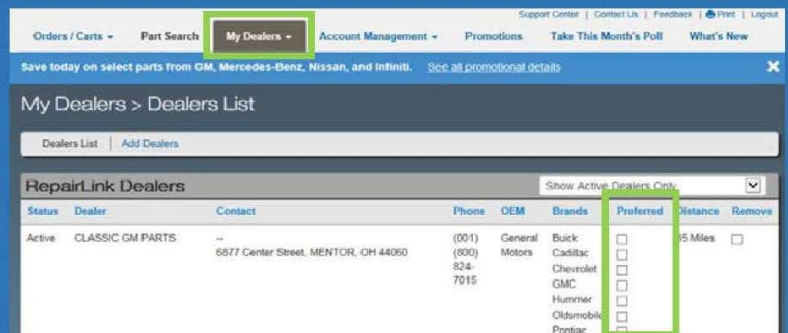 Support Center | Contact Us | Feedback | Print | Logout
Orders / Carts Part Search My Dealers Account Management Promotions Take This Month's Poll What's New
Save today on select parts from GM, Mercedes-Benz, Nissan, and Infiniti. See all promotional details X
My Dealers > Dealers List
Dealers List | Add Dealers
RepairLink Dealers Show Active Dealers Only
Status Dealer Contact Phone OEM Brands Preferred Distance Remove
Active CLASSIC GM PARTS -- (001) General Buick 5 Miles
6877 Center Street, MENTOR, OH 44060 (800) Motors Cadillac
824- Chevrolet
7015 GMC
Hummer
Oldsmobile
Pontiac